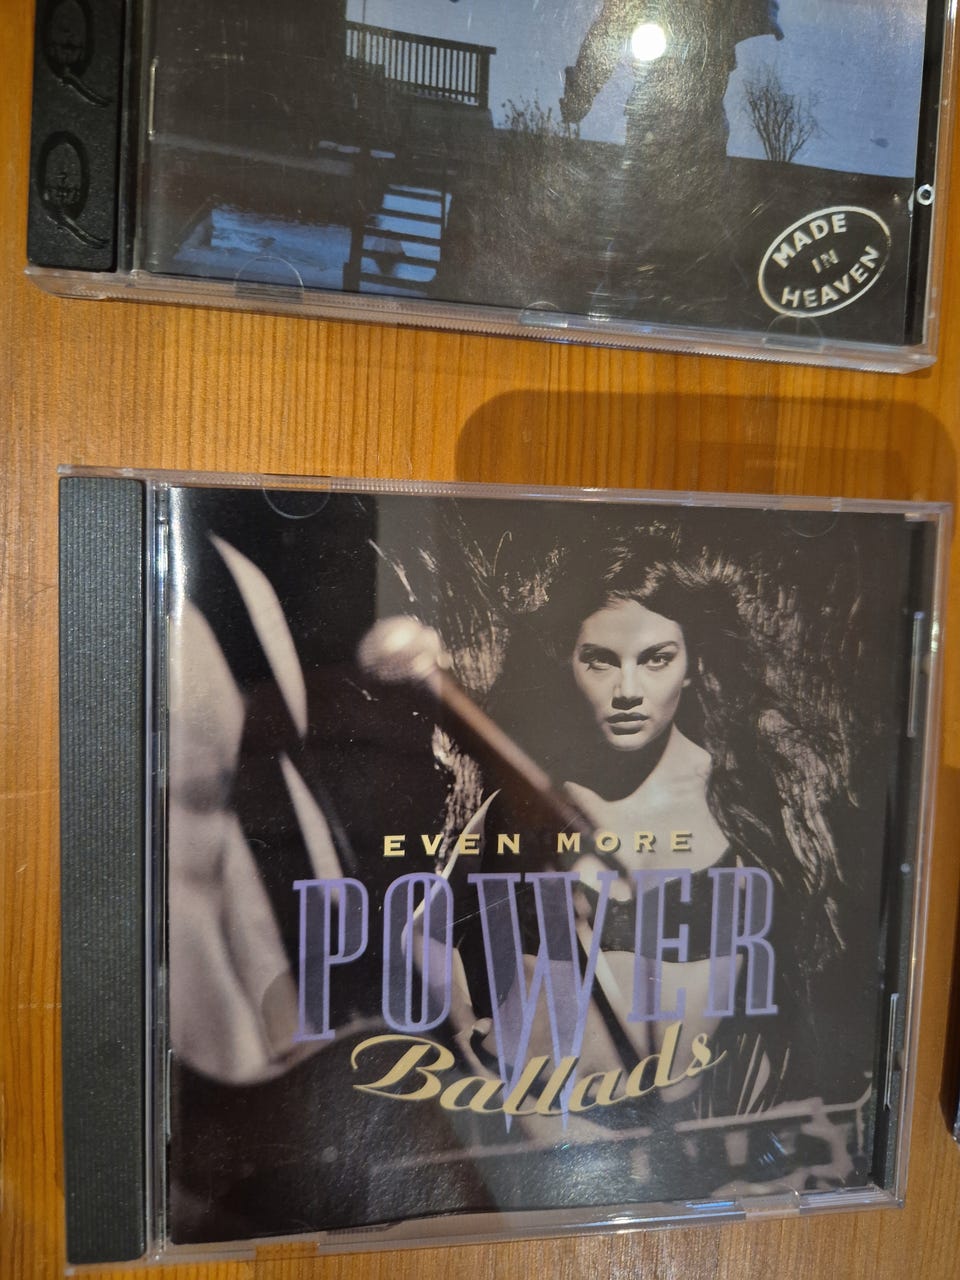 Q
Q
MADE
IN
HEAVEN
EVEN MORE
POWER
Ballads